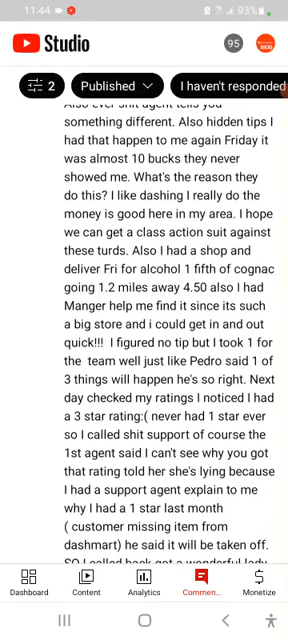 11:44
93%
Studio
95
2
Published
I haven't responded
Also ever shit agent tells you
something different. Also hidden tips I
had that happen to me again Friday it
was almost 10 bucks they never
showed me. What's the reason they
do this? I like dashing I really do the
money is good here in my area. I hope
we can get a class action suit against
these turds. Also I had a shop and
deliver Fri for alcohol 1 fifth of cognac
going 1.2 miles away 4.50 also I had
Manger help me find it since its such
a big store and i could get in and out
quick!!! I figured no tip but I took 1 for
the team well just like Pedro said 1 of
3 things will happen he's so right. Next
day checked my ratings I noticed I had
a 3 star rating:( never had 1 star ever
so I called shit support of course the
1st agent said I can't see why you got
that rating told her she's lying because
I had a support agent explain to me
why I had a 1 star last month
( customer missing item from
dashmart) he said it will be taken off.
SO I called back got a wonderful lady
Dashboard
Content
Analytics
Commen...
Monetize